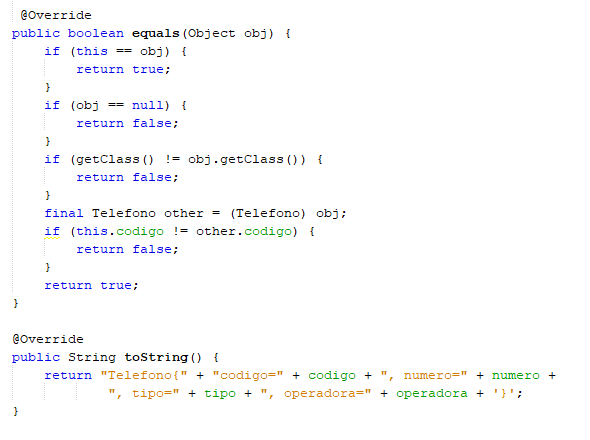 @Override
public boolean equals(Object obj) {
    if (this == obj) {
        return true;
    }
    if (obj == null) {
        return false;
    }
    if (getClass() != obj.getClass()) {
        return false;
    }
    final Telefono other = (Telefono) obj;
    if (this.codigo != other.codigo) {
        return false;
    }
    return true;
}
@Override
public String toString() {
    return "Telefono{" + "codigo=" + codigo + ", numero=" + numero +
            ", tipo=" + tipo + ", operadora=" + operadora + '}';
}